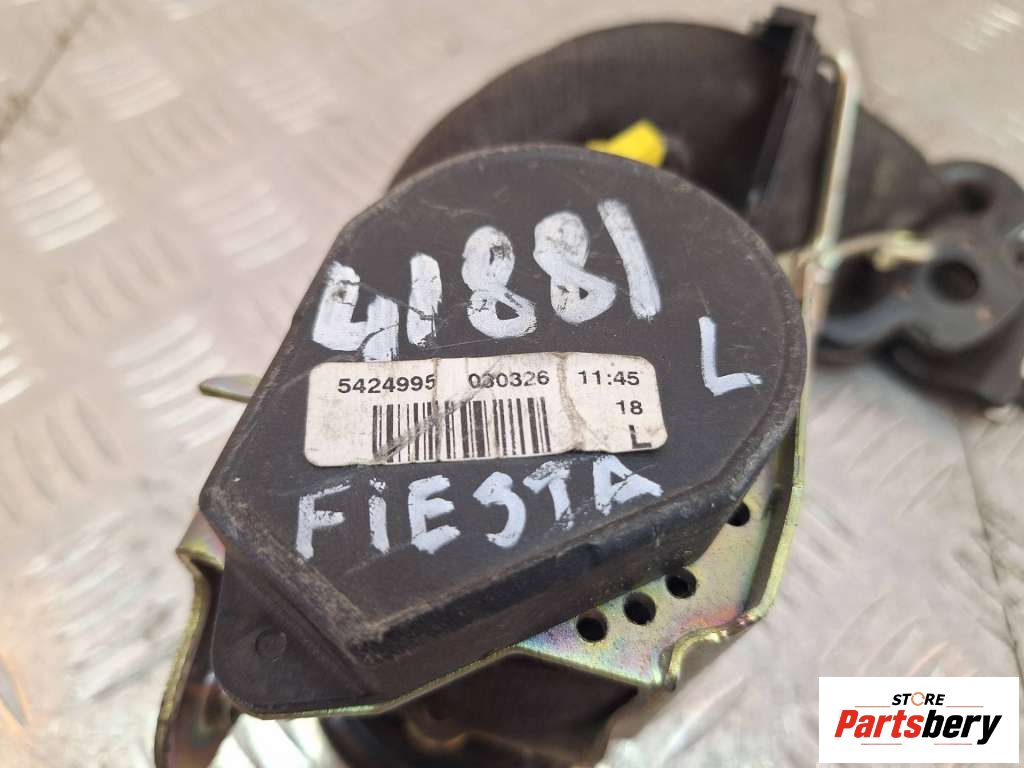 41881
L
5424995 030326 11:45
18
L
FiESTA
STORE
Partsbery